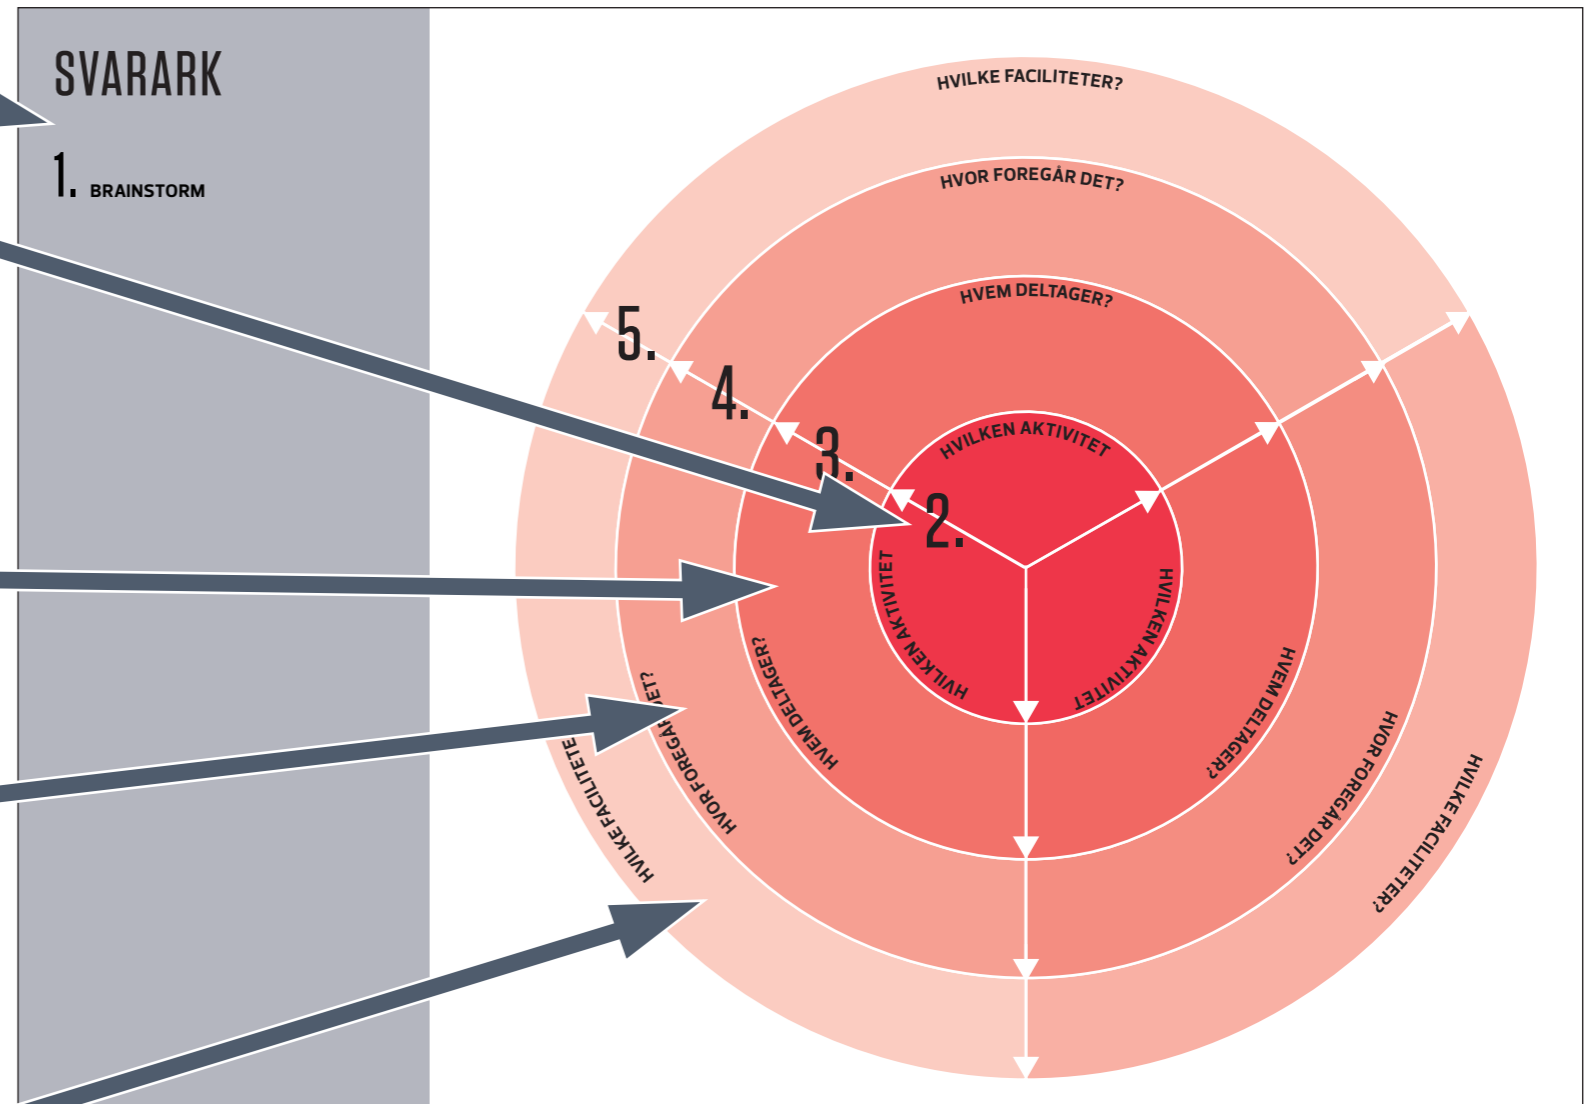 SVARARK
1. BRAINSTORM
HVILKE FACILITETER?
HVOR FOREGÅR DET?
HVEM DELTAGER?
HVILKEN AKTIVITET
5.
4.
3.
2.
HVILKEN AKTIVITET
HVEM DELTAGER?
HVOR FOREGÅR DET?
HVILKE
HVILKEN AKTIVITET
HVEM DELTAGER?
HVOR FOREGÅR DET?
HVILKE FACILITETER?